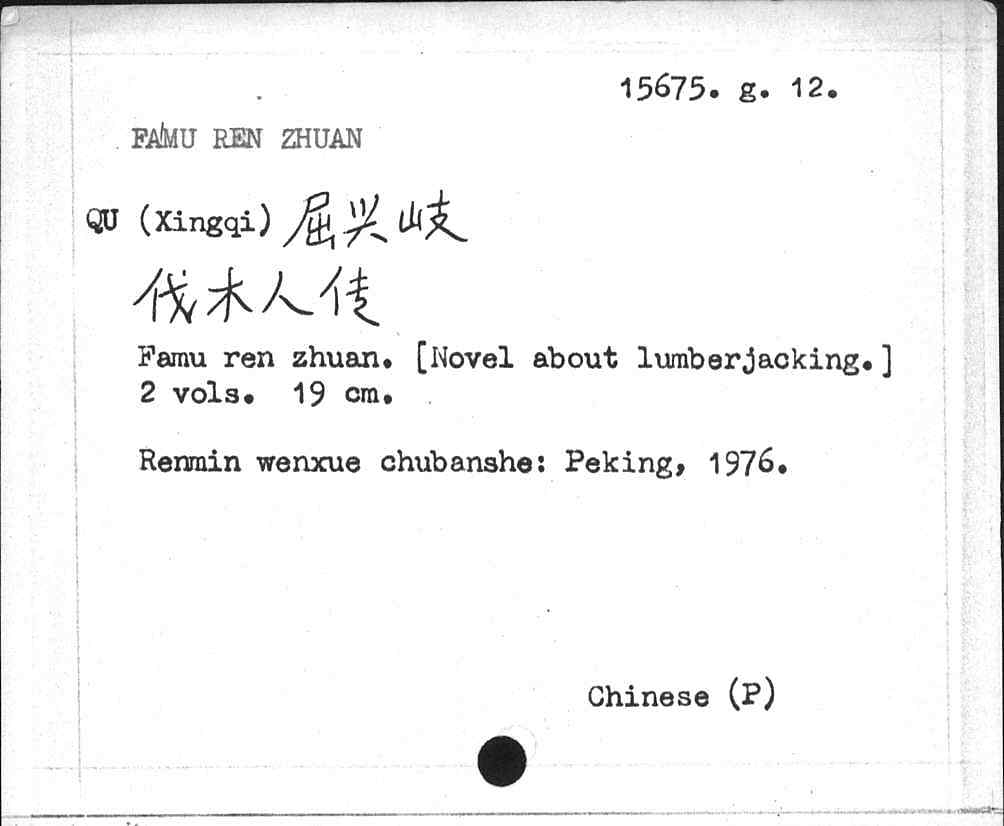 15675. g. 12.
FAMU REN ZHUAN
QU (Xingqi) 屈兴岐
伐木人传
Famu ren zhuan. [Novel about lumberjacking.]
2 vols. 19 cm.
Renmin wenxue chubanshe: Peking, 1976.
Chinese (P)